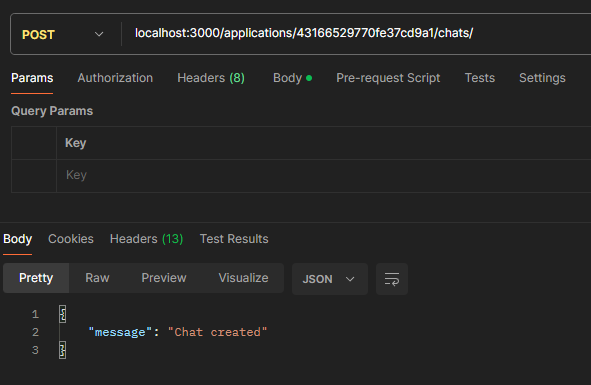 POST localhost:3000/applications/43166529770fe37cd9a1/chats/
Params Authorization Headers (8) Body Pre-request Script Tests Settings
Query Params
Key
Key
Body Cookies Headers (13) Test Results
Pretty Raw Preview Visualize JSON
1 {
2 "message": "Chat created"
3 }